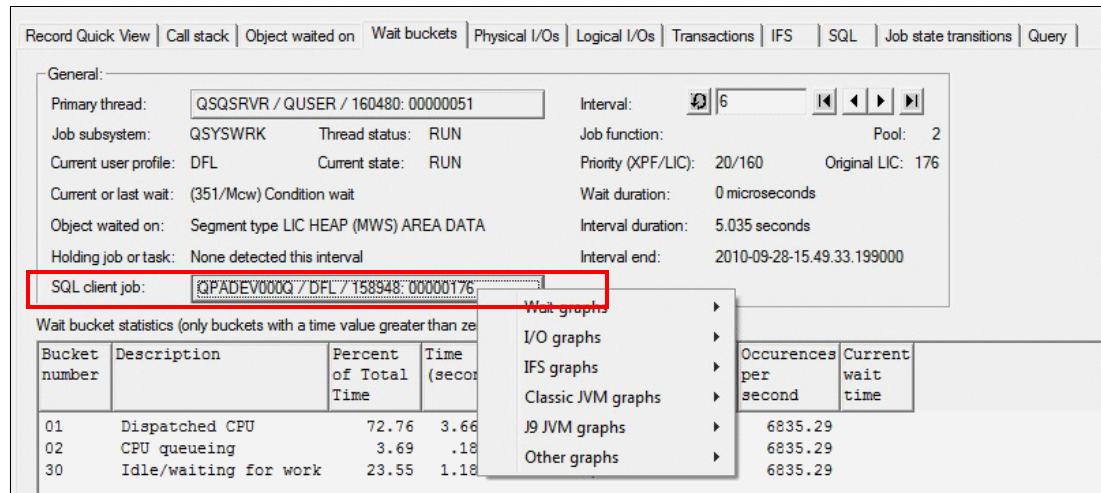 Record Quick View Call stack Object waited on Wait buckets Physical I/Os Logical I/Os Transactions IFS SQL Job state transitions Query
General:
Primary thread: QSQSRVR / QUSER / 160480: 00000051 Interval: 6
Job subsystem: QSYSWRK Thread status: RUN Job function: Pool: 2
Current user profile: DFL Current state: RUN Priority (XPF/LIC): 20/160 Original LIC: 176
Current or last wait: (351/Mcw) Condition wait Wait duration: 0 microseconds
Object waited on: Segment type LIC HEAP (MWS) AREA DATA Interval duration: 5.035 seconds
Holding job or task: None detected this interval Interval end: 2010-09-28-15.49.33.199000
SQL client job: QPADEV000Q / DFL / 158948: 00000176
Wait graphs
I/O graphs
IFS graphs
Classic JVM graphs
J9 JVM graphs
Other graphs
Wait bucket statistics (only buckets with a time value greater than
Bucket Description Percent Time Occurences Current
number of Total per wait
Time second time
01 Dispatched CPU 72.76 3.66 6835.29
02 CPU queueing 3.69 .18 6835.29
30 Idle/waiting for work 23.55 1.18 6835.29